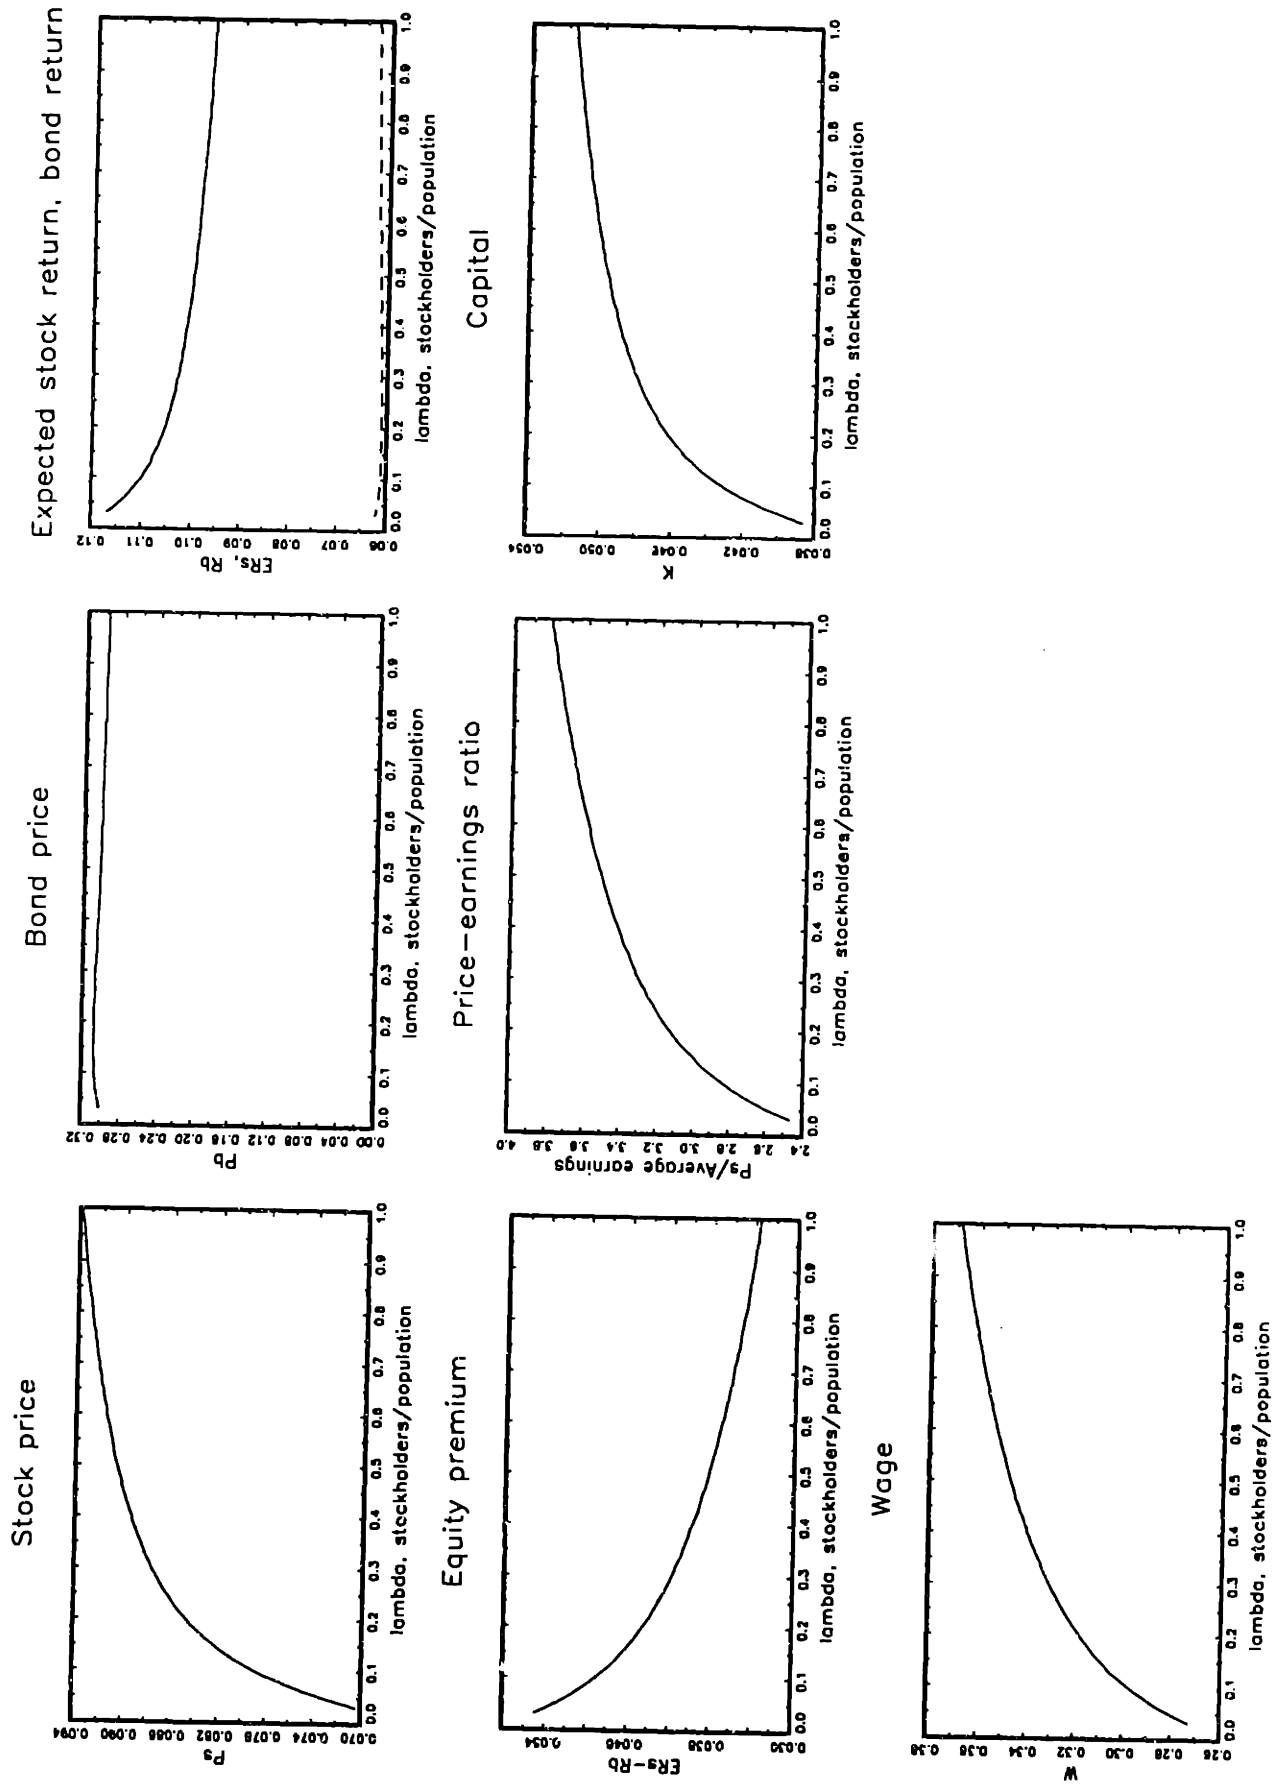 Stock price
Ps
0.094
0.090
0.086
0.082
0.078
0.074
0.070
0.0 0.1 0.2 0.3 0.4 0.5 0.6 0.7 0.8 0.9 1.0
lambda, stockholders/population
Bond price
Pb
0.32
0.28
0.24
0.20
0.16
0.12
0.08
0.04
0.00
0.0 0.1 0.2 0.3 0.4 0.5 0.6 0.7 0.8 0.9 1.0
lambda, stockholders/population
Expected stock return, bond return
ERs, Rb
0.12
0.11
0.10
0.09
0.08
0.07
0.06
0.0 0.1 0.2 0.3 0.4 0.5 0.6 0.7 0.8 0.9 1.0
lambda, stockholders/population
Equity premium
ERs-Rb
0.054
0.046
0.038
0.030
0.0 0.1 0.2 0.3 0.4 0.5 0.6 0.7 0.8 0.9 1.0
lambda, stockholders/population
Price-earnings ratio
Ps/Average earnings
4.0
3.8
3.6
3.4
3.2
3.0
2.8
2.6
2.4
0.0 0.1 0.2 0.3 0.4 0.5 0.6 0.7 0.8 0.9 1.0
lambda, stockholders/population
Capital
K
0.054
0.050
0.046
0.042
0.038
0.0 0.1 0.2 0.3 0.4 0.5 0.6 0.7 0.8 0.9 1.0
lambda, stockholders/population
Wage
W
0.38
0.36
0.34
0.32
0.30
0.28
0.26
0.0 0.1 0.2 0.3 0.4 0.5 0.6 0.7 0.8 0.9 1.0
lambda, stockholders/population